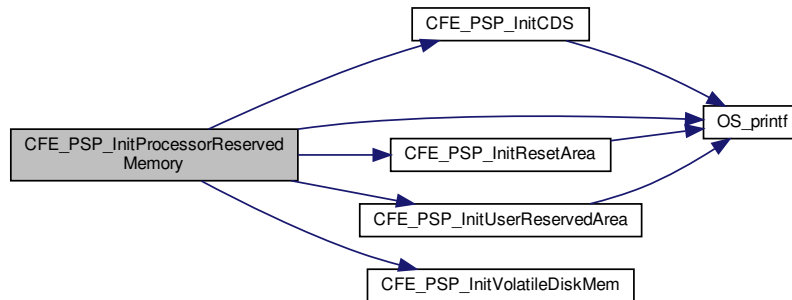 CFE_PSP_InitCDS
OS_printf
CFE_PSP_InitProcessorReserved
Memory
CFE_PSP_InitResetArea
CFE_PSP_InitUserReservedArea
CFE_PSP_InitVolatileDiskMem